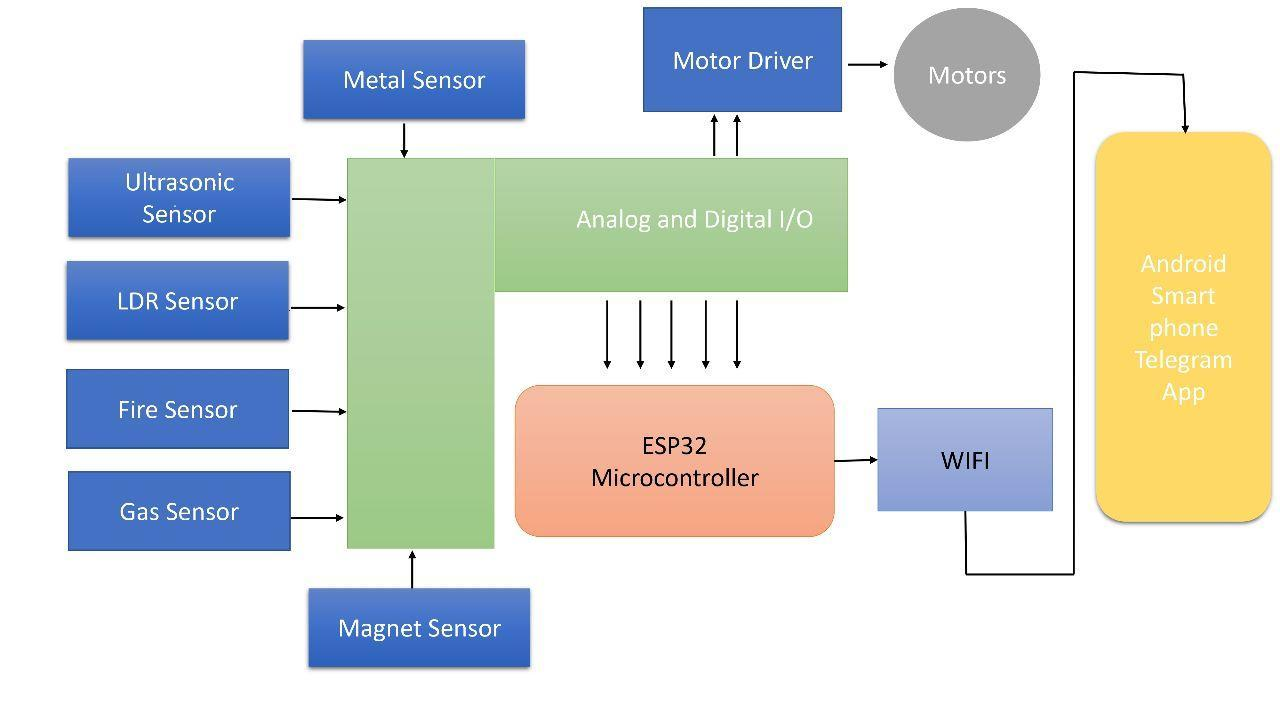 Motor Driver
Motors
Metal Sensor
Ultrasonic
Sensor
Analog and Digital I/O
LDR Sensor
Android
Smart
phone
Telegram
App
Fire Sensor
ESP32
Microcontroller
WIFI
Gas Sensor
Magnet Sensor